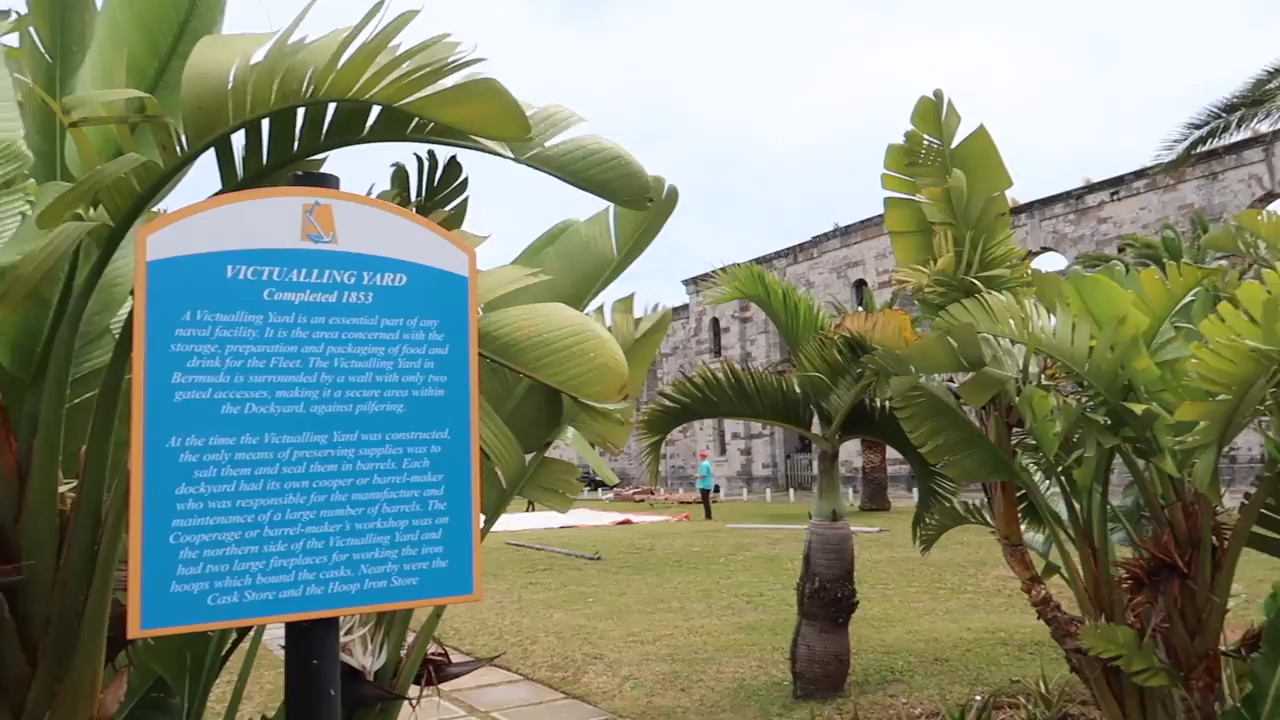 VICTUALLING YARD
Completed 1853
A Victualling Yard is an essential part of any
naval facility. It is the area concerned with the
storage, preparation and packaging of food and
drink for the Fleet. The Victualling Yard in
Bermuda is surrounded by a wall with only two
gated accesses, making it a secure area within
the Dockyard, against pilfering.
At the time the Victualling Yard was constructed,
the only means of preserving supplies was to
salt them and seal them in barrels. Each
dockyard had its own cooper or barrel-maker
who was responsible for the manufacture and
maintenance of a large number of barrels. The
Cooperage or barrel-maker's workshop was on
the northern side of the Victualling Yard and
had two large fireplaces for working the iron
hoops which bound the casks. Nearby were the
Cask Store and the Hoop Iron Store